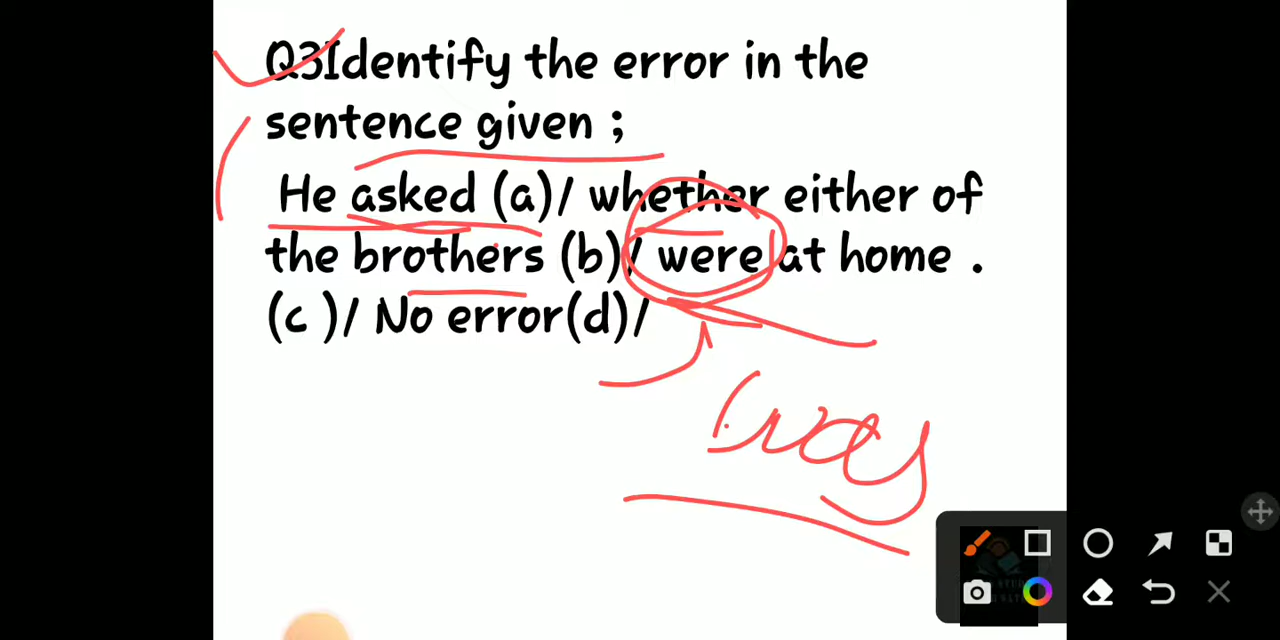 Q3Identify the error in the
sentence given ;
He asked (a)/ whether either of
the brothers (b)/ were at home .
(c )/ No error(d)/
was